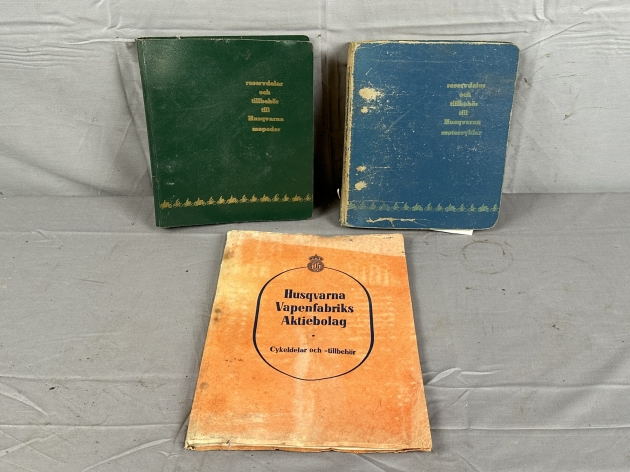 reservdelar
och
tillbehör
till
Husqvarna
mopeder
reservdelar
och
tillbehör
till
Husqvarna
motorcyklar
Husqvarna
Vapenfabriks
Aktiebolag
Cykeldelar och -tillbehör